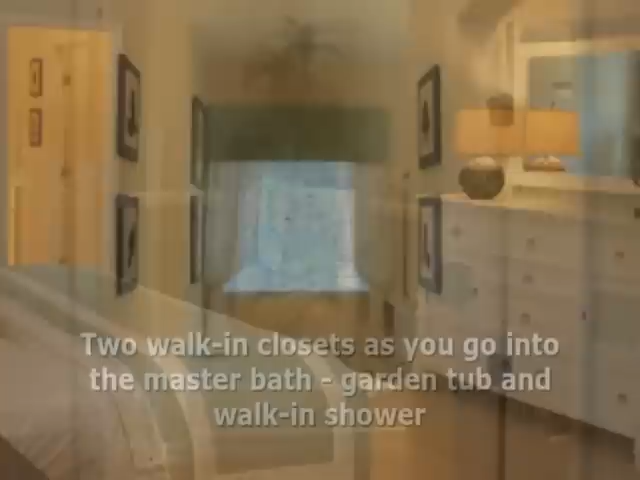 Two walk-in closets as you go into
the master bath - garden tub and
walk-in shower